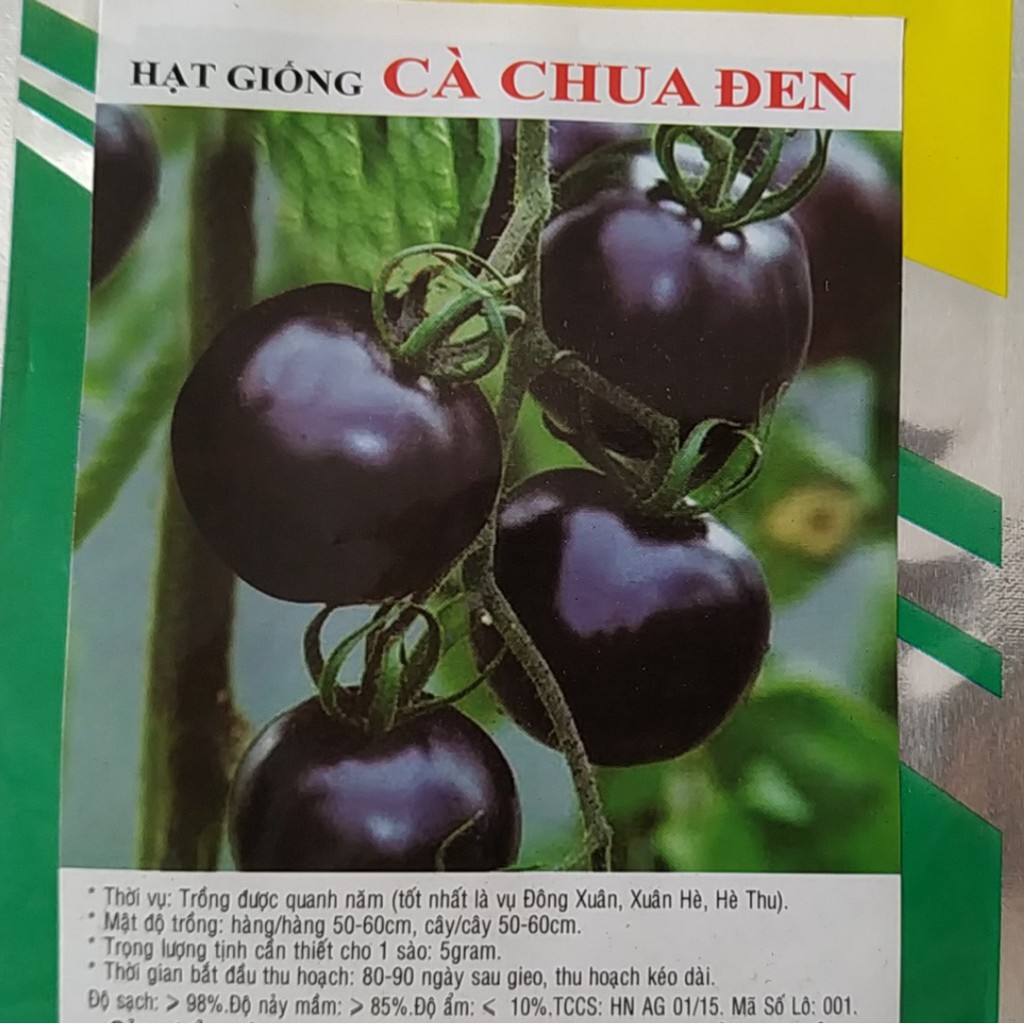 HẠT GIỐNG CÀ CHUA ĐEN
* Thời vụ: Trồng được quanh năm (tốt nhất là vụ Đông Xuân, Xuân Hè, Hè Thu).
* Mật độ trồng: hàng/hàng 50-60cm, cây/cây 50-60cm.
* Trọng lượng tịnh cần thiết cho 1 sào: 5gram.
* Thời gian bắt đầu thu hoạch: 80-90 ngày sau gieo, thu hoạch kéo dài.
Độ sạch: > 98%.Độ nảy mầm: > 85%.Độ ẩm: < 10%.TCCS: HN AG 01/15. Mã Số Lô: 001.